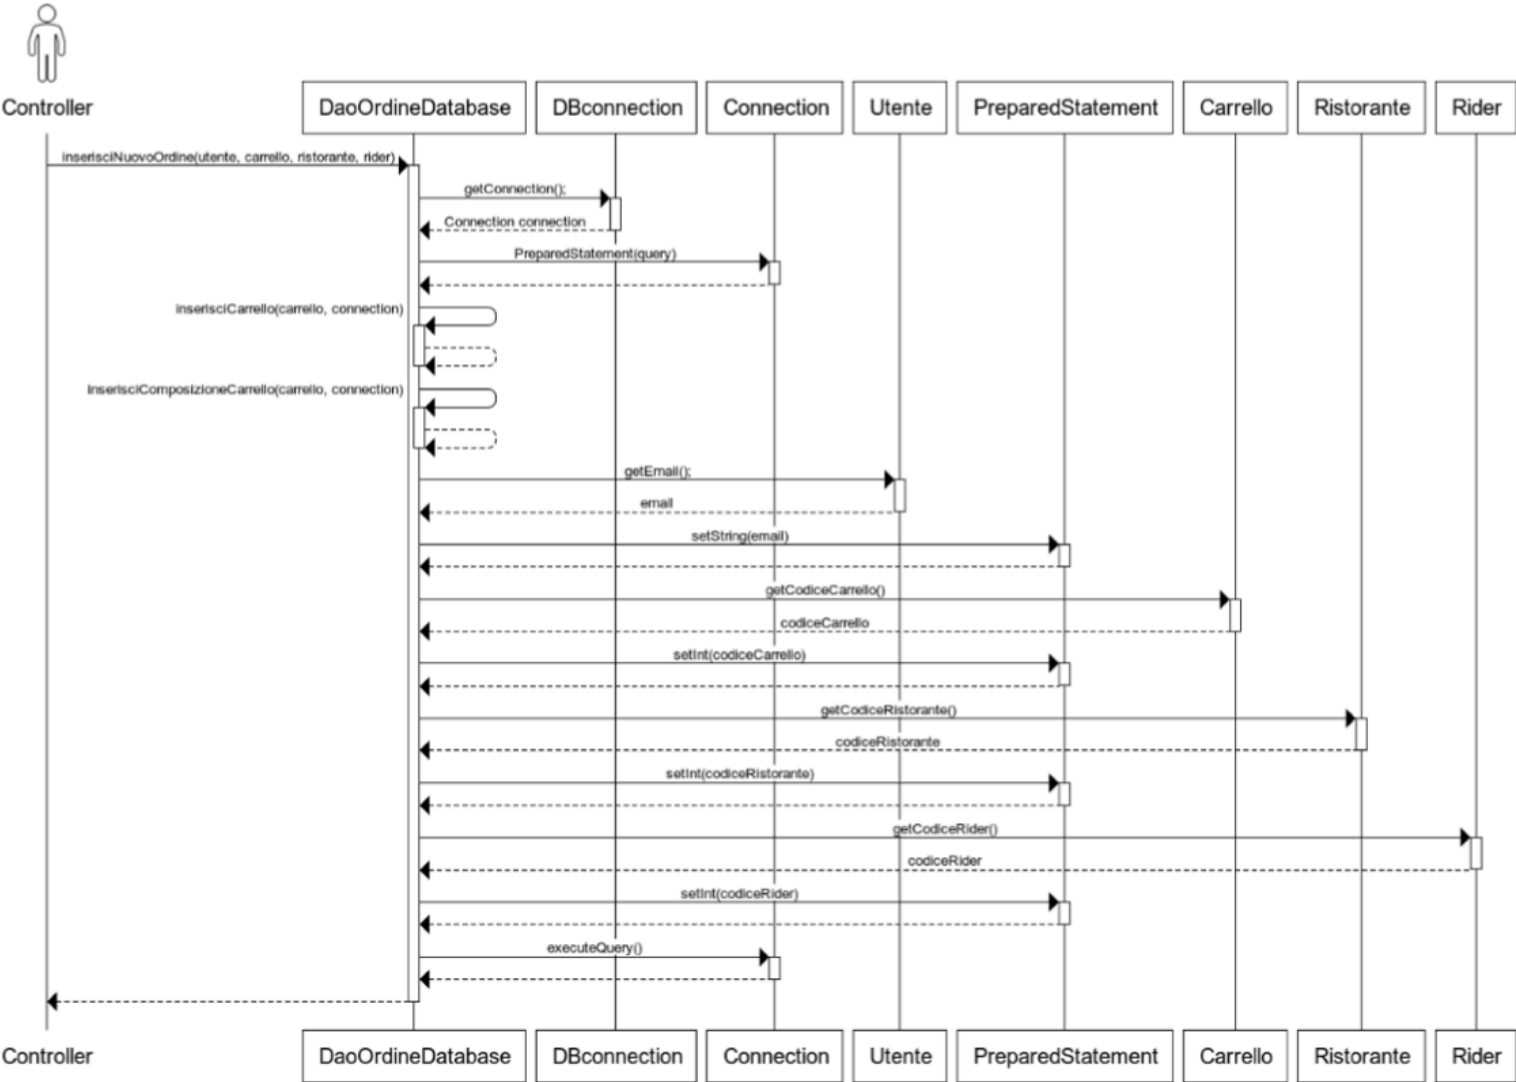 Controller
DaoOrdineDatabase
DBconnection
Connection
Utente
PreparedStatement
Carrello
Ristorante
Rider
inserisciNuovoOrdine(utente, carrello, ristorante, rider)
getConnection();
Connection connection
PreparedStatement(query)
inserisciCarrello(carrello, connection)
inserisciComposizioneCarrello(carrello, connection)
getEmail();
email
setString(email)
getCodiceCarrello()
codiceCarrello
setInt(codiceCarrello)
getCodiceRistorante()
codiceRistorante
setInt(codiceRistorante)
getCodiceRider()
codiceRider
setInt(codiceRider)
executeQuery()
Controller
DaoOrdineDatabase
DBconnection
Connection
Utente
PreparedStatement
Carrello
Ristorante
Rider